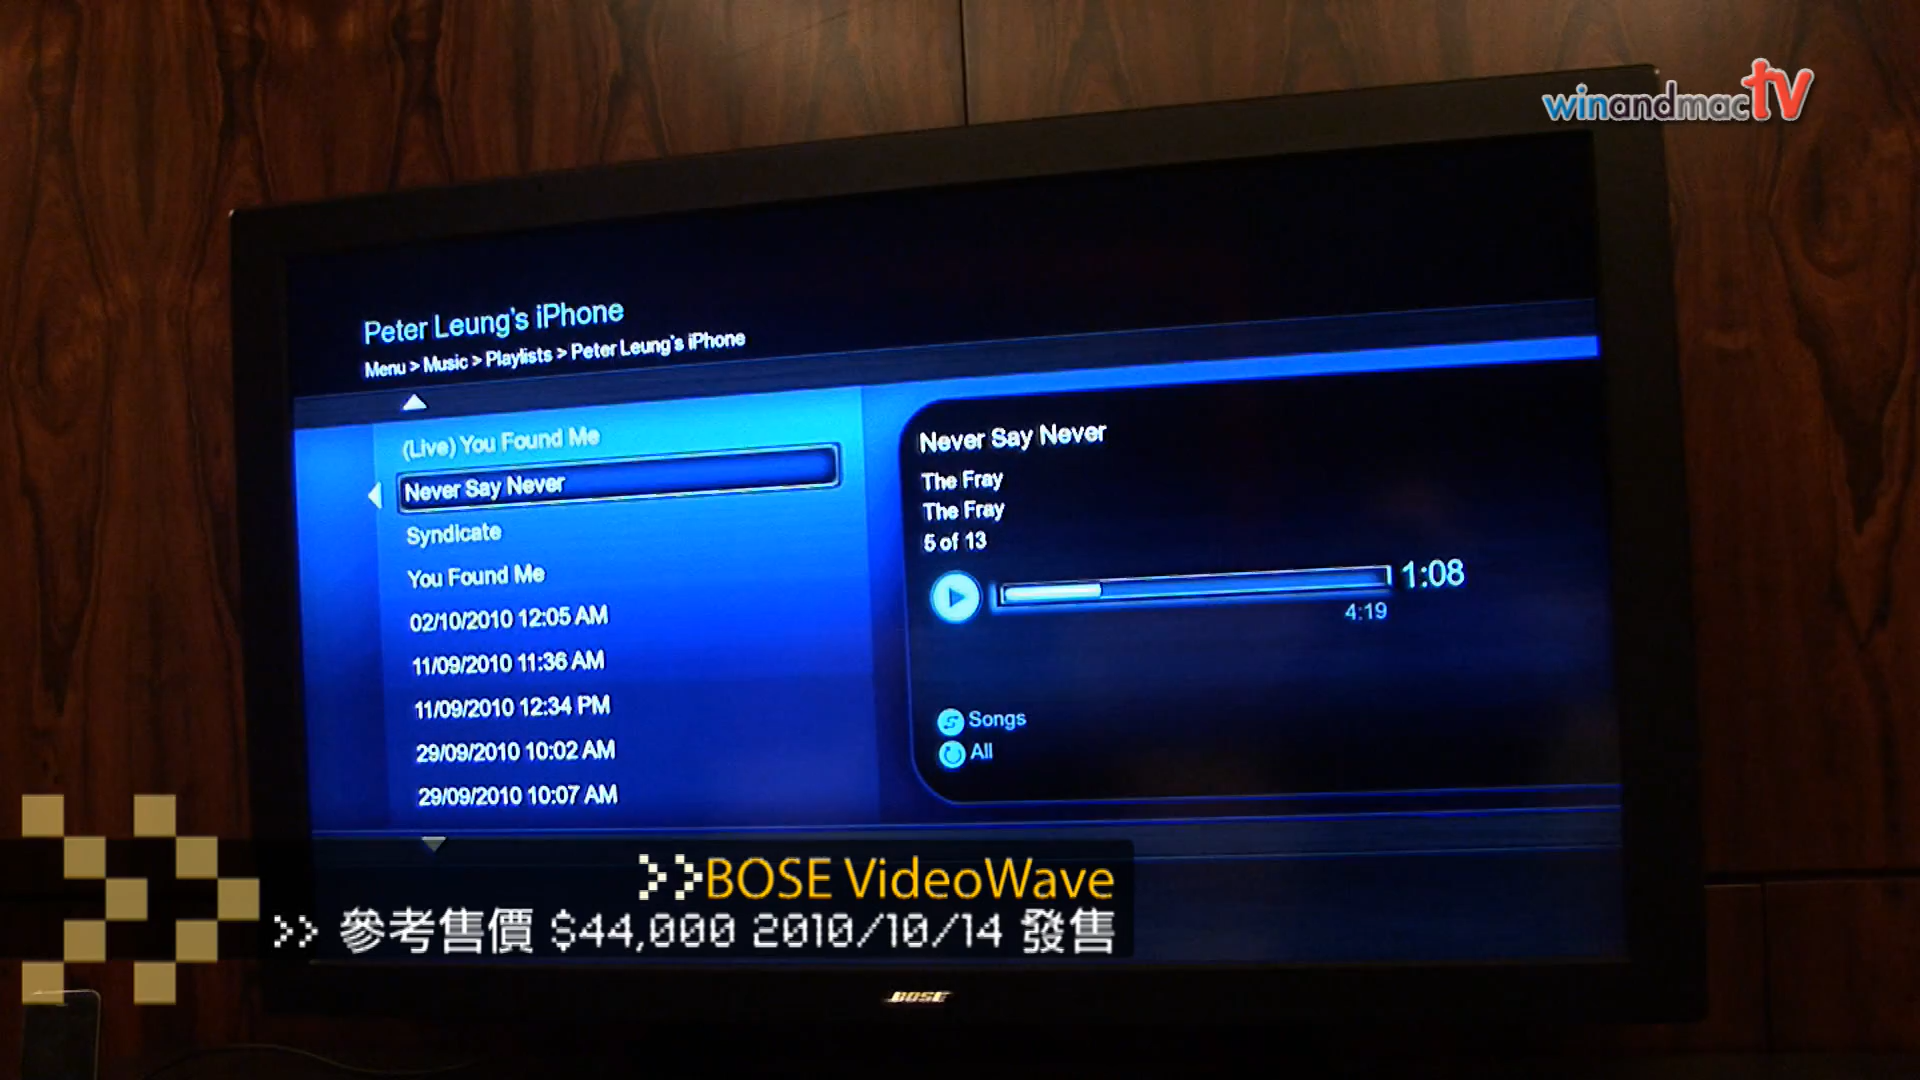 winandmacTV
Peter Leung's iPhone
Menu > Music > Playlists > Peter Leung's iPhone
(Live) You Found Me
Never Say Never
Syndicate
You Found Me
02/10/2010 12:05 AM
11/09/2010 11:36 AM
11/09/2010 12:34 PM
29/09/2010 10:02 AM
29/09/2010 10:07 AM
Never Say Never
The Fray
The Fray
5 of 13
1:08
4:19
Songs
All
>>BOSE VideoWave
>> 參考售價 $44,000 2010/10/14 發售
BOSE